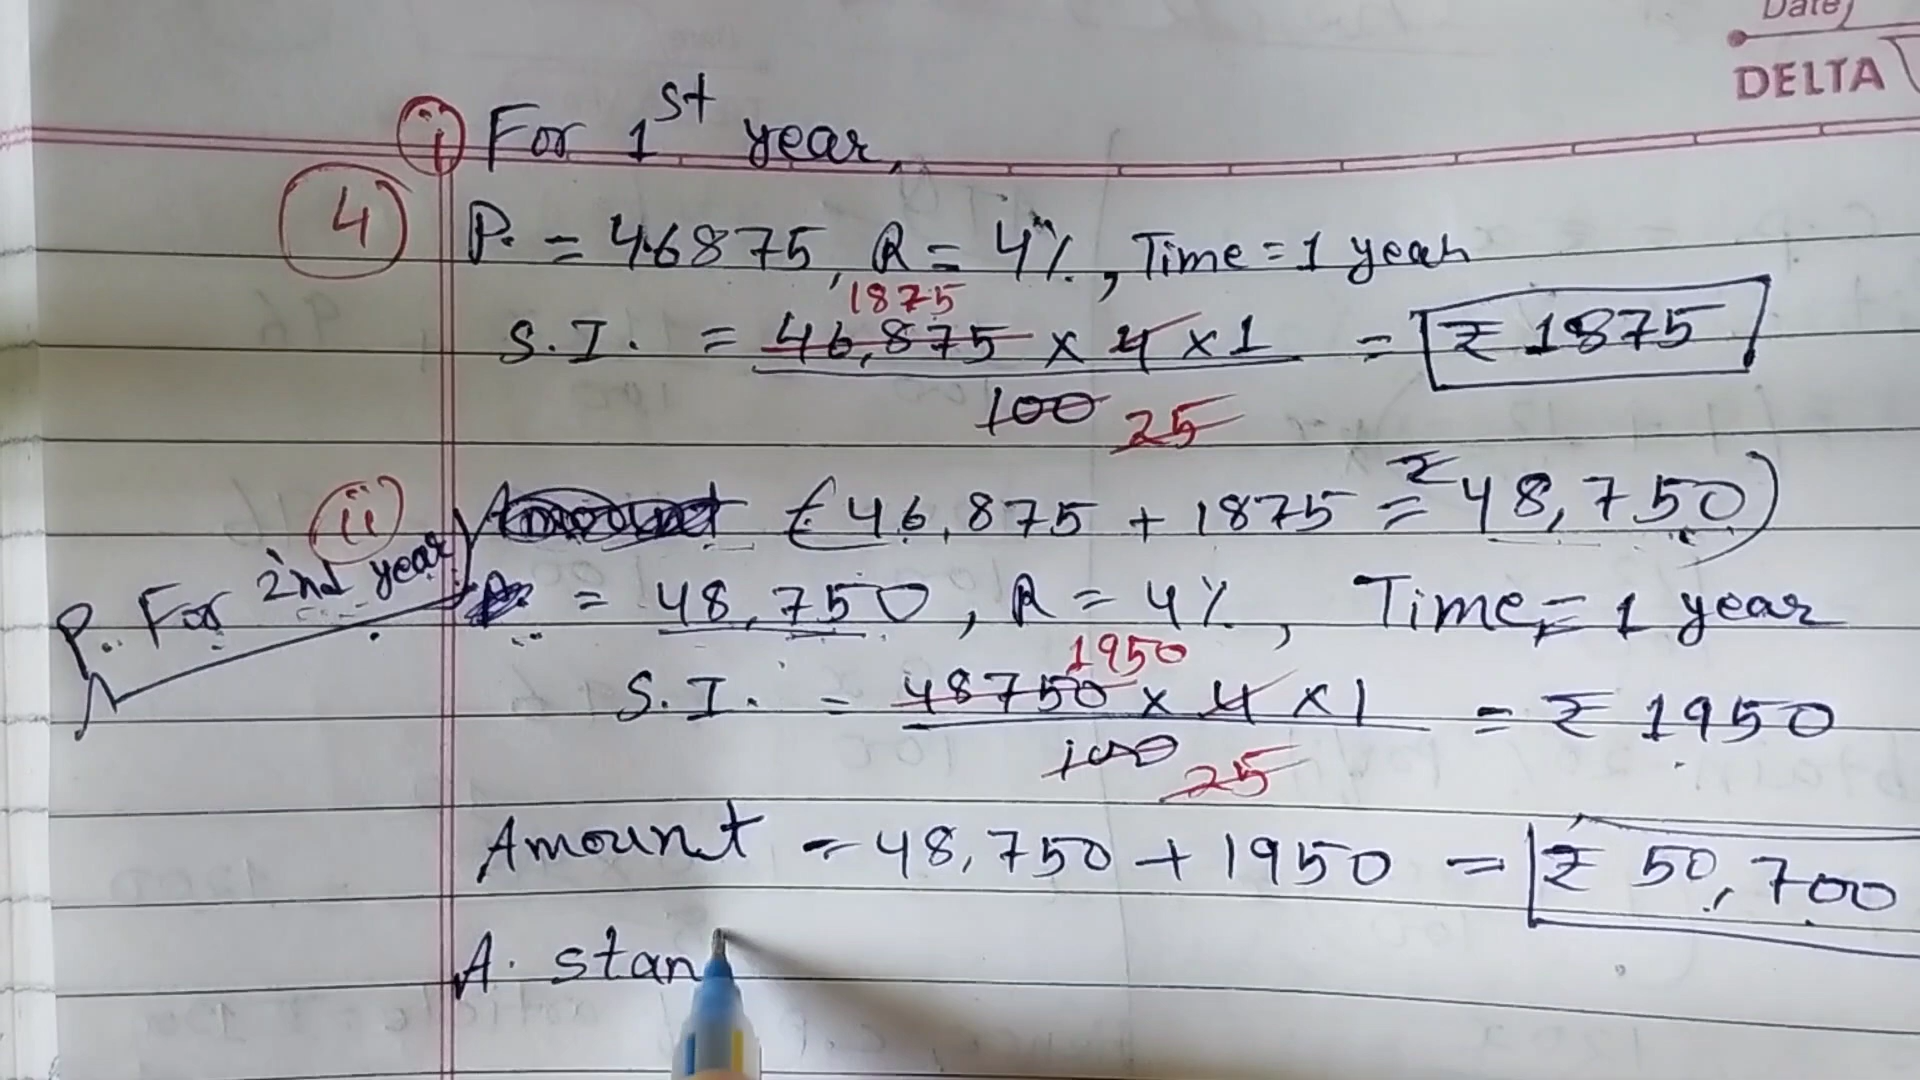 Date
DELTA
i For 1st year,
4
P. = 46875, R = 4%, Time = 1 year
1875
S.I. = 46,875 x 4 x 1 = ₹ 1875
100 25
ii (46,875 + 1875 = ₹ 48,750)
P. For 2nd year = 48,750, R = 4%, Time = 1 year
1950
S.I. = 48750 x 4 x 1 = ₹ 1950
100 25
Amount = 48,750 + 1950 = ₹ 50,700
A. stan